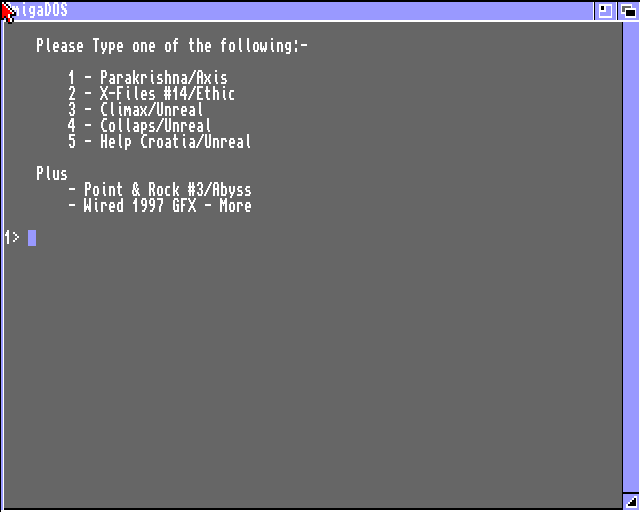 AmigaDOS
Please Type one of the following:-
1 - Parakrishna/Axis
2 - X-Files #14/Ethic
3 - Climax/Unreal
4 - Collaps/Unreal
5 - Help Croatia/Unreal
Plus
- Point & Rock #3/Abyss
- Wired 1997 GFX - More
1>